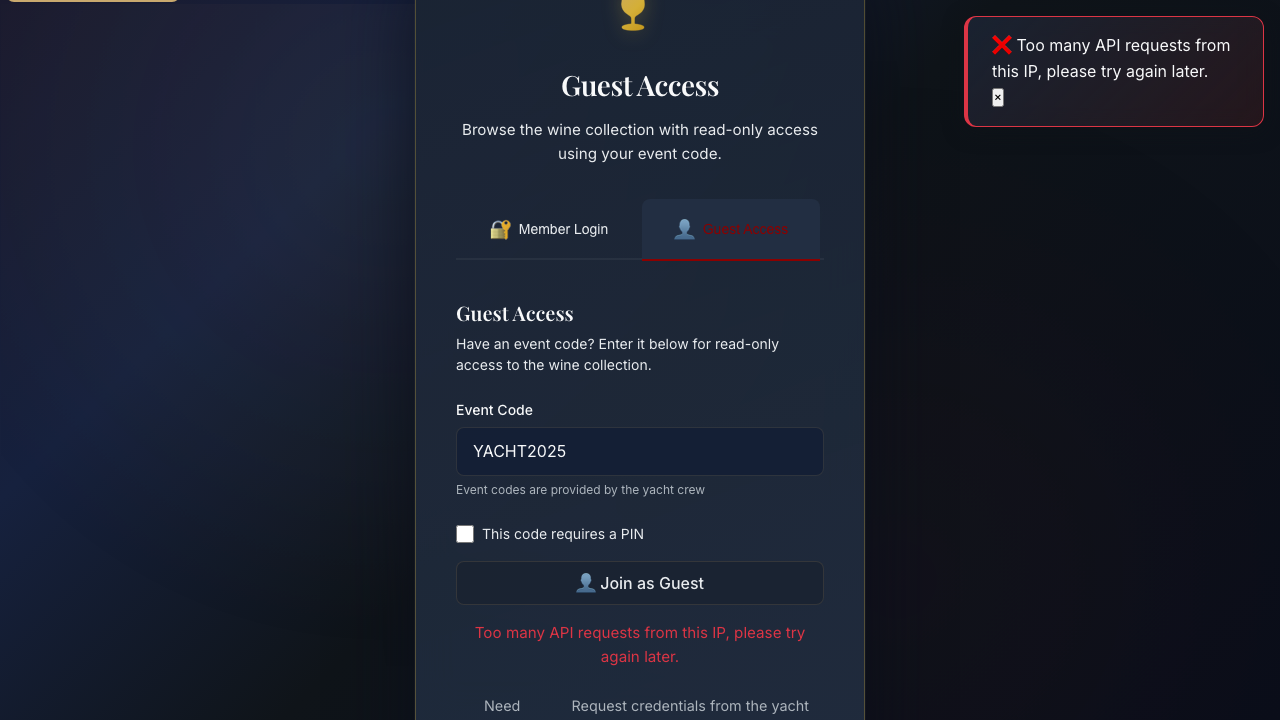 Guest Access
Browse the wine collection with read-only access
using your event code.
Member Login
Guest Access
Guest Access
Have an event code? Enter it below for read-only
access to the wine collection.
Event Code
YACHT2025
Event codes are provided by the yacht crew
This code requires a PIN
Join as Guest
Too many API requests from this IP, please try
again later.
Need
Request credentials from the yacht
Too many API requests from
this IP, please try again later.
×